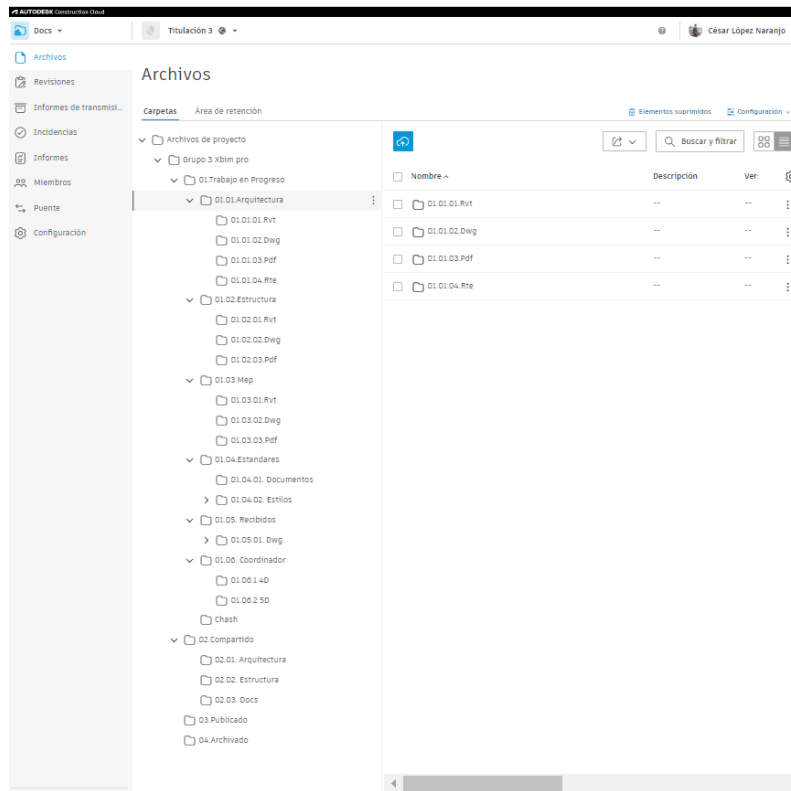 AUTODESK Construction Cloud
Docs
Titulación 3
César López Naranjo
Archivos
Revisiones
Informes de transmisi...
Incidencias
Informes
Miembros
Puente
Configuración
Archivos
Carpetas Área de retención
Elementos suprimidos Configuración
Archivos de proyecto
Grupo 3 Xbim pro
01.Trabajo en Progreso
01.01.Arquitectura
01.01.01.Rvt
01.01.02.Dwg
01.01.03.Pdf
01.01.04.Rte
01.02.Estructura
01.02.01.Rvt
01.02.02.Dwg
01.02.03.Pdf
01.03.Mep
01.03.01.Rvt
01.03.02.Dwg
01.03.03.Pdf
01.04.Estandares
01.04.01. Documentos
01.04.02. Estilos
01.05. Recibidos
01.05.01. Dwg
01.06. Coordinador
01.06.1 4D
01.06.2 5D
Chash
02.Compartido
02.01. Arquitectura
02.02. Estructura
02.03. Docs
03.Publicado
04.Archivado
Buscar y filtrar
Nombre Descripción Ver:
01.01.01.Rvt -- --
01.01.02.Dwg -- --
01.01.03.Pdf -- --
01.01.04.Rte -- --